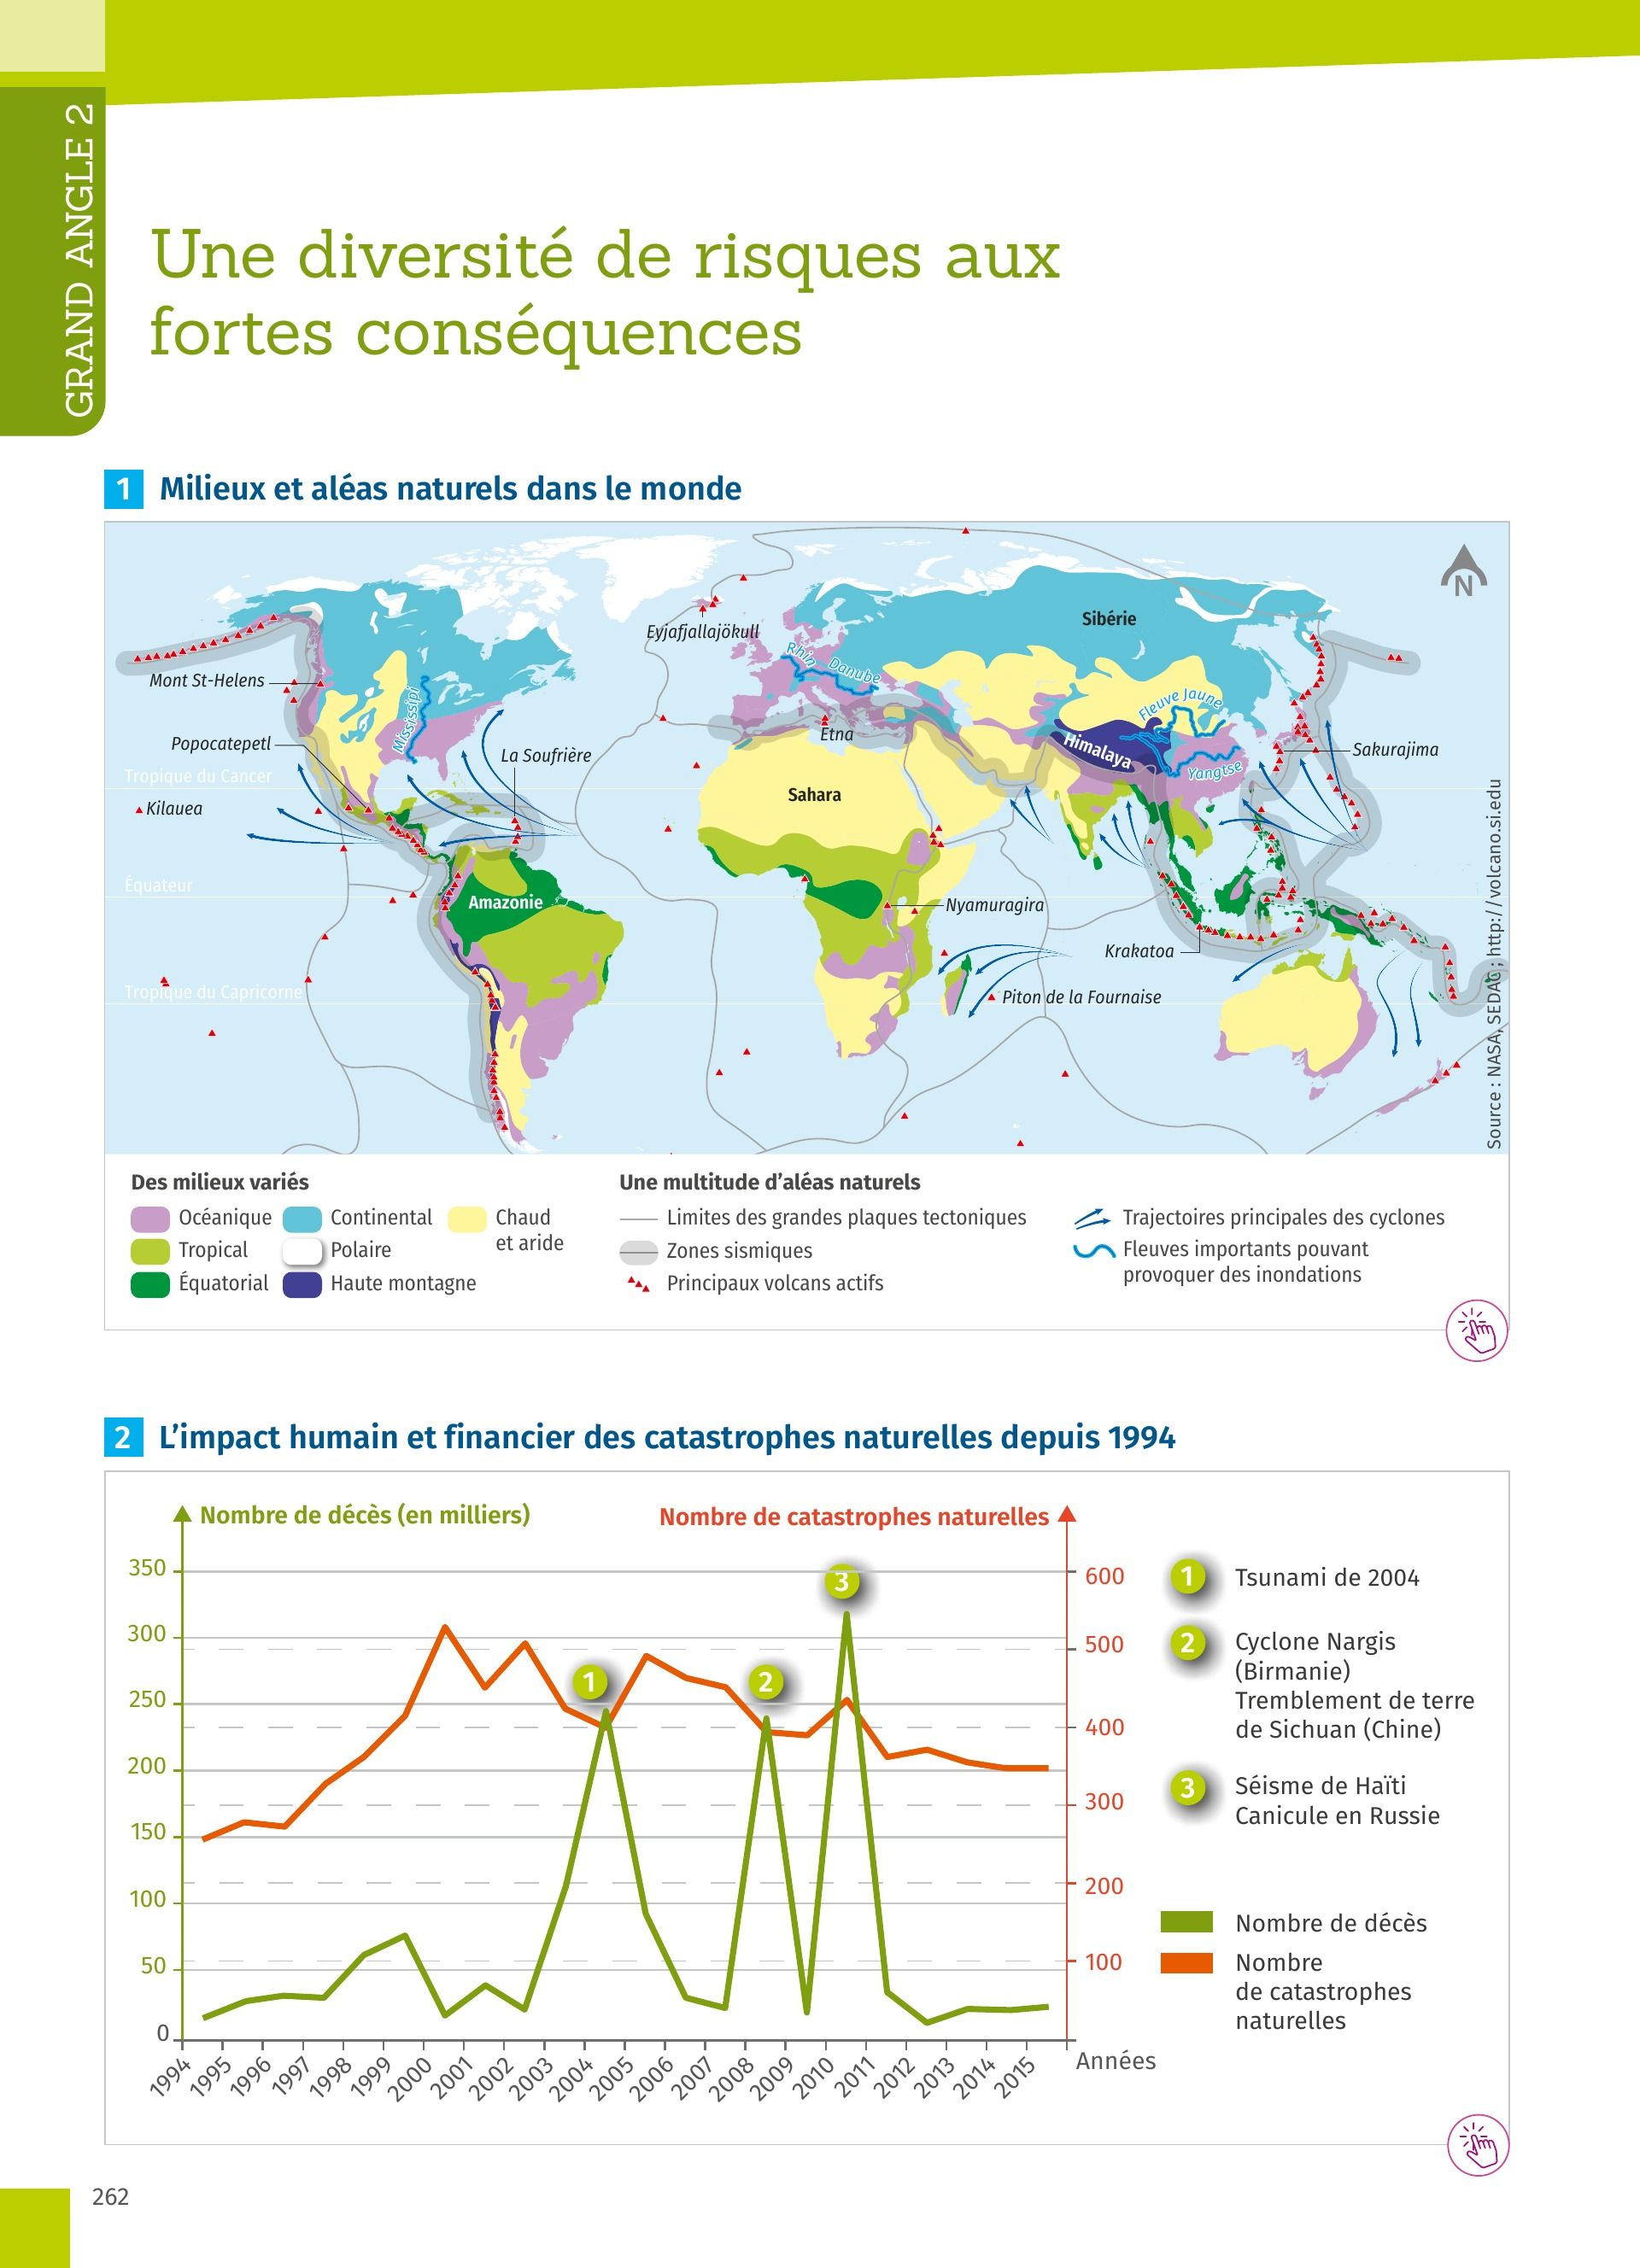 GRAND ANGLE 2
Une diversité de risques aux
fortes conséquences
1 Milieux et aléas naturels dans le monde
N
Sibérie
Eyjafjallajökull
Rhin
Danube
Mont St-Helens
Mississipi
Fleuve Jaune
Popocatepetl
La Soufrière
Etna
Himalaya
Sakurajima
Yangtse
Tropique du Cancer
Sahara
Kilauea
Équateur
Amazonie
Nyamuragira
Krakatoa
Tropique du Capricorne
Piton de la Fournaise
Source : NASA, SEDAC ; http://volcano.si.edu
Des milieux variés
Océanique
Tropical
Équatorial
Continental
Polaire
Haute montagne
Chaud
et aride
Une multitude d’aléas naturels
Limites des grandes plaques tectoniques
Zones sismiques
Principaux volcans actifs
Trajectoires principales des cyclones
Fleuves importants pouvant
provoquer des inondations
2 L’impact humain et financier des catastrophes naturelles depuis 1994
Nombre de décès (en milliers)
Nombre de catastrophes naturelles
350
300
250
200
150
100
50
0
600
500
400
300
200
100
1
2
3
1994
1995
1996
1997
1998
1999
2000
2001
2002
2003
2004
2005
2006
2007
2008
2009
2010
2011
2012
2013
2014
2015
Années
1 Tsunami de 2004
2 Cyclone Nargis
(Birmanie)
Tremblement de terre
de Sichuan (Chine)
3 Séisme de Haïti
Canicule en Russie
Nombre de décès
Nombre
de catastrophes
naturelles
262